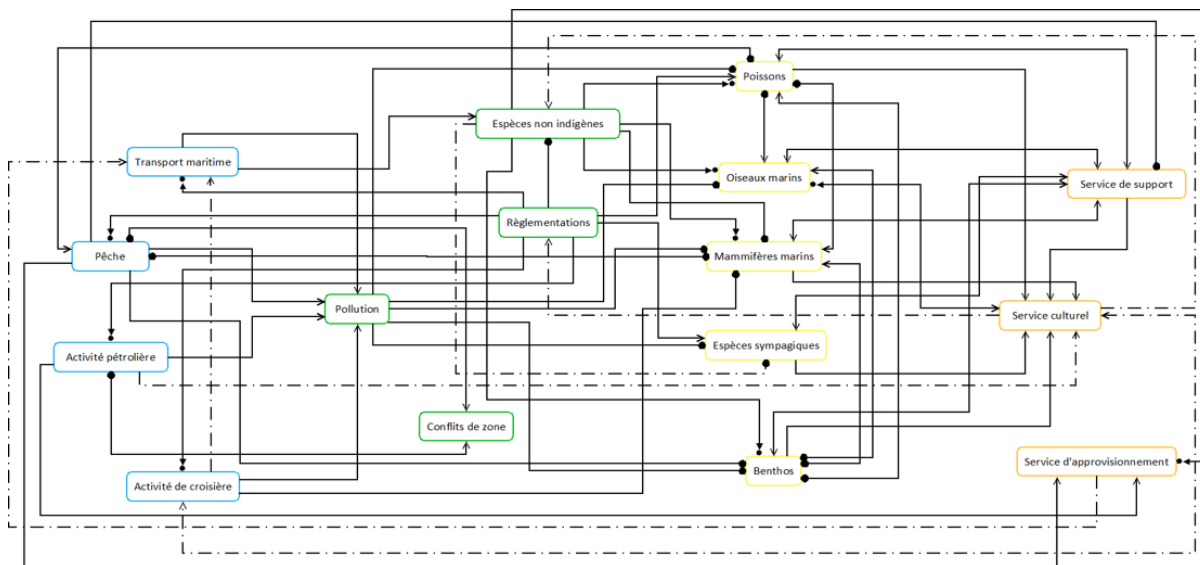 Poissons
Espèces non indigènes
Transport maritime
Oiseaux marins
Service de support
Règlementations
Pêche
Mammifères marins
Pollution
Service culturel
Espèces sympagiques
Activité pétrolière
Conflits de zone
Benthos
Service d'approvisionnement
Activité de croisière